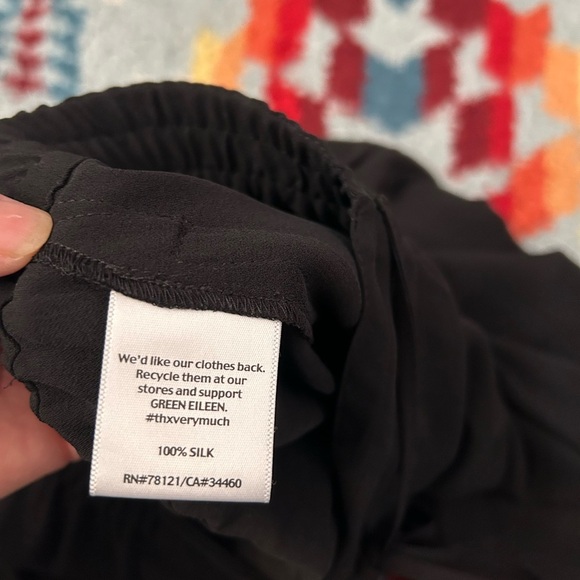 We'd like our clothes back.
Recycle them at our
stores and support
GREEN EILEEN.
#thxverymuch
100% SILK
RN#78121/CA#34460